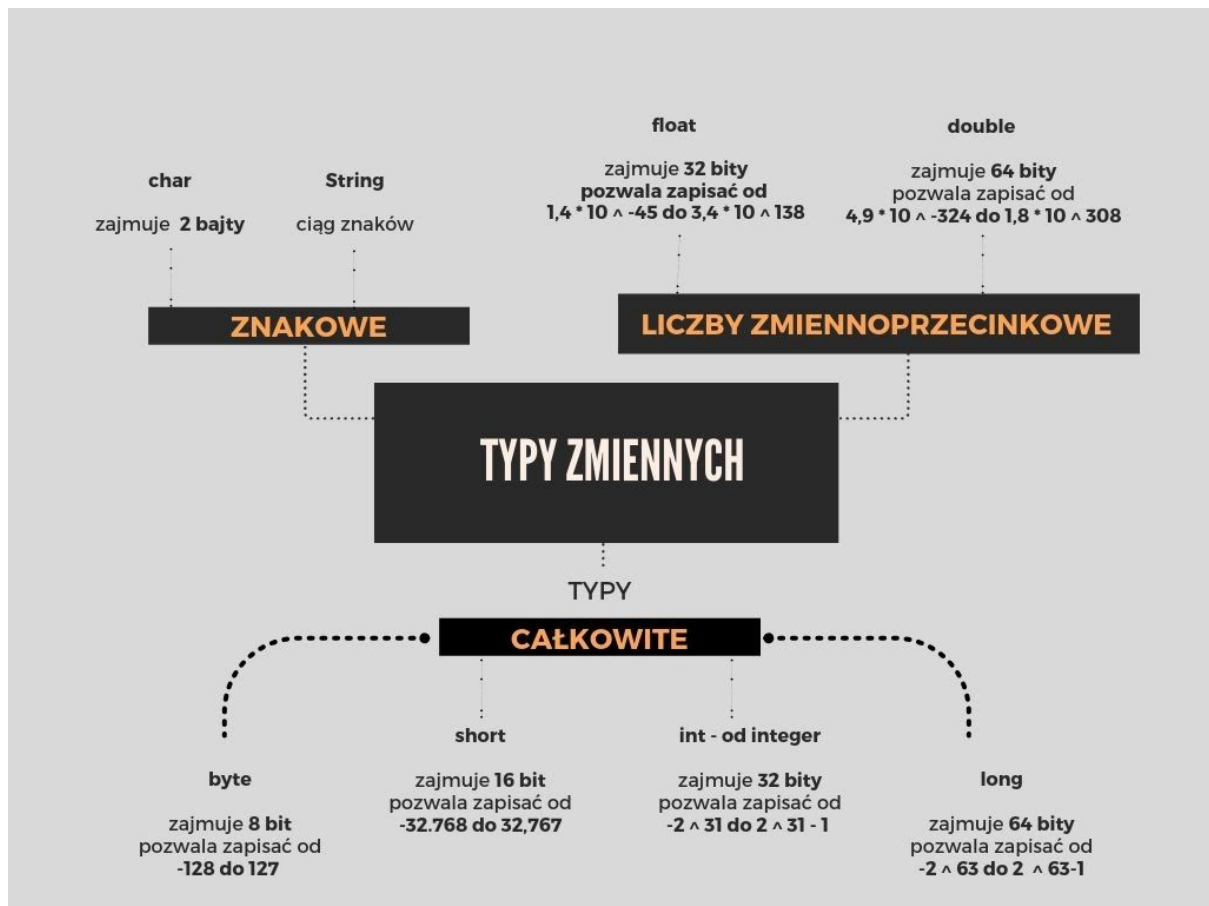 float
zajmuje 32 bity
pozwala zapisać od
1,4 * 10 ^ -45 do 3,4 * 10 ^ 138
double
zajmuje 64 bity
pozwala zapisać od
4,9 * 10 ^ -324 do 1,8 * 10 ^ 308
char
zajmuje 2 bajty
String
ciąg znaków
ZNAKOWE
LICZBY ZMIENNOPRZECINKOWE
TYPY ZMIENNYCH
TYPY
CAŁKOWITE
byte
zajmuje 8 bit
pozwala zapisać od
-128 do 127
short
zajmuje 16 bit
pozwala zapisać od
-32.768 do 32,767
int - od integer
zajmuje 32 bity
pozwala zapisać od
-2 ^ 31 do 2 ^ 31 - 1
long
zajmuje 64 bity
pozwala zapisać od
-2 ^ 63 do 2 ^ 63-1